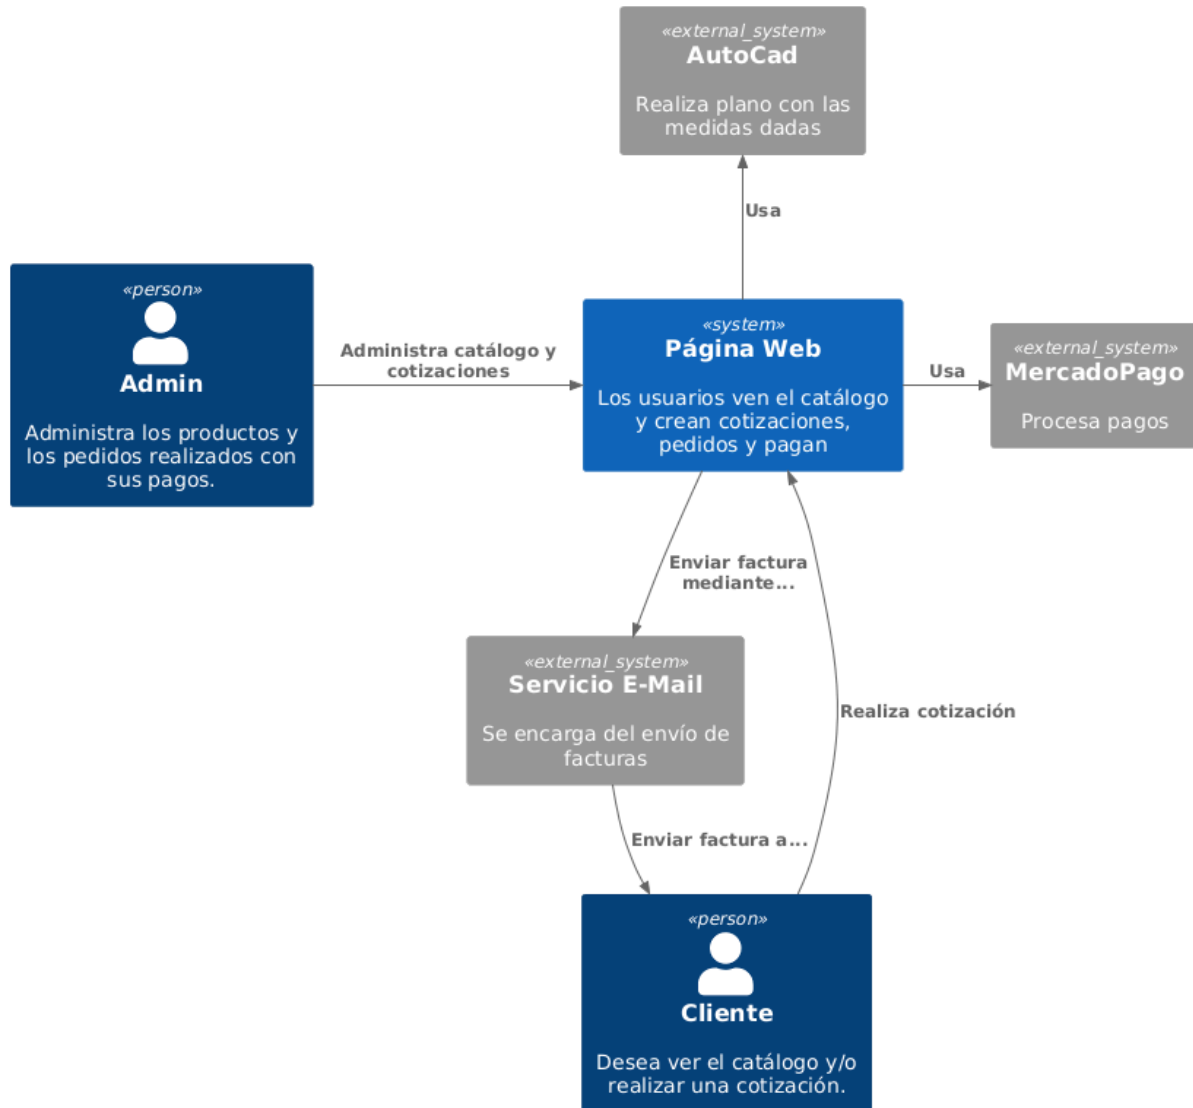 «external_system»
AutoCad
Realiza plano con las
medidas dadas
Usa
«person»
Admin
Administra los productos y
los pedidos realizados con
sus pagos.
Administra catálogo y
cotizaciones
«system»
Página Web
Los usuarios ven el catálogo
y crean cotizaciones,
pedidos y pagan
Usa
«external_system»
MercadoPago
Procesa pagos
Enviar factura
mediante...
«external_system»
Servicio E-Mail
Se encarga del envío de
facturas
Realiza cotización
Enviar factura a...
«person»
Cliente
Desea ver el catálogo y/o
realizar una cotización.